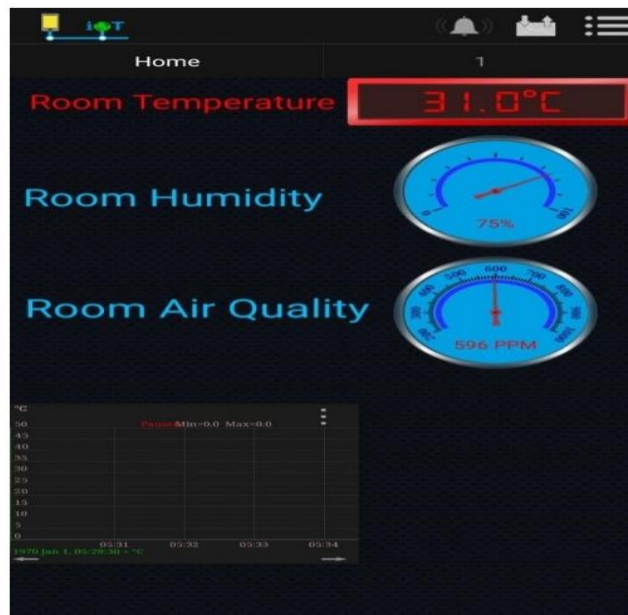 iOT
Home 1
Room Temperature 31.0°C
Room Humidity
0 100
75%
Room Air Quality
200 300 400 500 600 700 800 900 1000
596 PPM
°C
50 Paused Min=0.0 Max=0.0
45
40
35
30
25
20
15
10
5
0
05:31 05:32 05:33 05:34
1970 Jan 1, 05:29:30 = °C